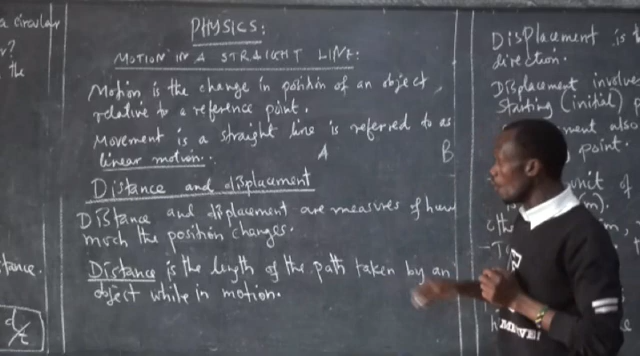 a circular
r?
n the
stance.
d/t
PHYSICS:
MOTION IN A STRAIGHT LINE:
Motion is the change in position of an object
relative to a reference point.
Movement is a straight line is referred to as
linear motion.
A B
Distance and displacement
Distance and displacement are measures of how
much the position changes.
Distance is the length of the path taken by an
object while in motion.
Displacement is
direction.
Displacement involve
starting (initial)
ment also
point.
unit of
m).